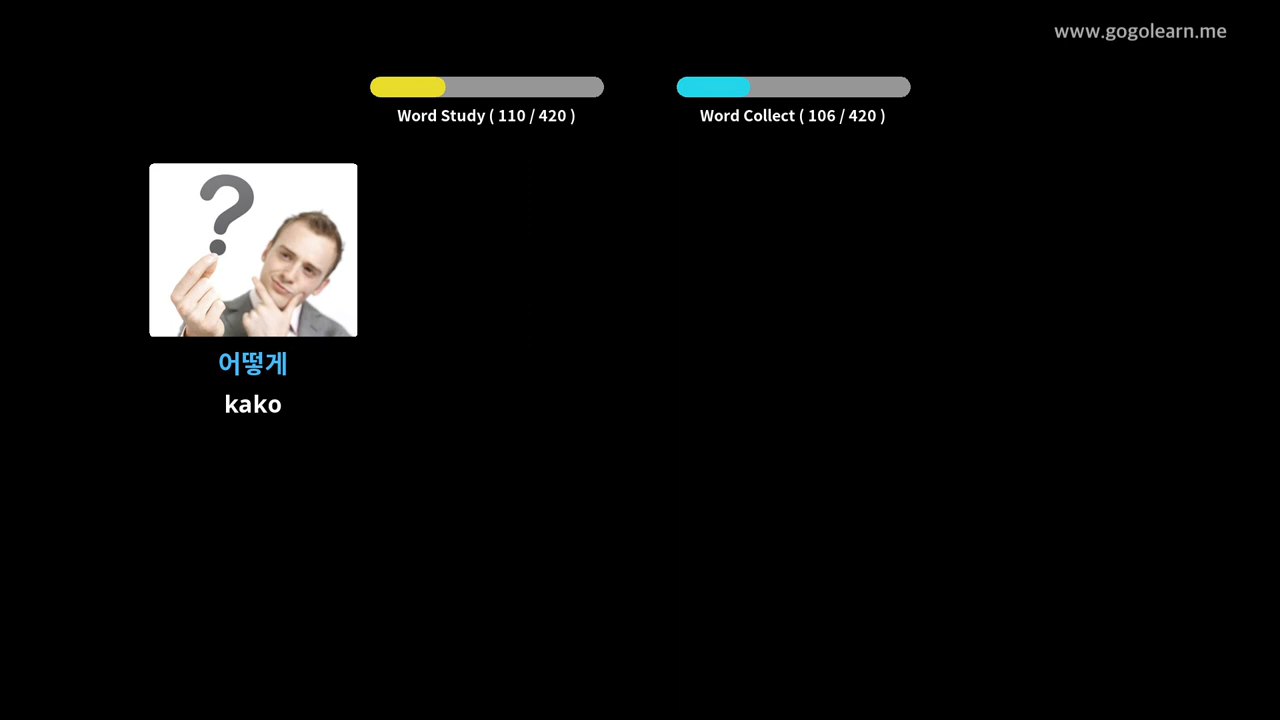 www.gogolearn.me
Word Study ( 110 / 420 )
Word Collect ( 106 / 420 )
?
어떻게
kako